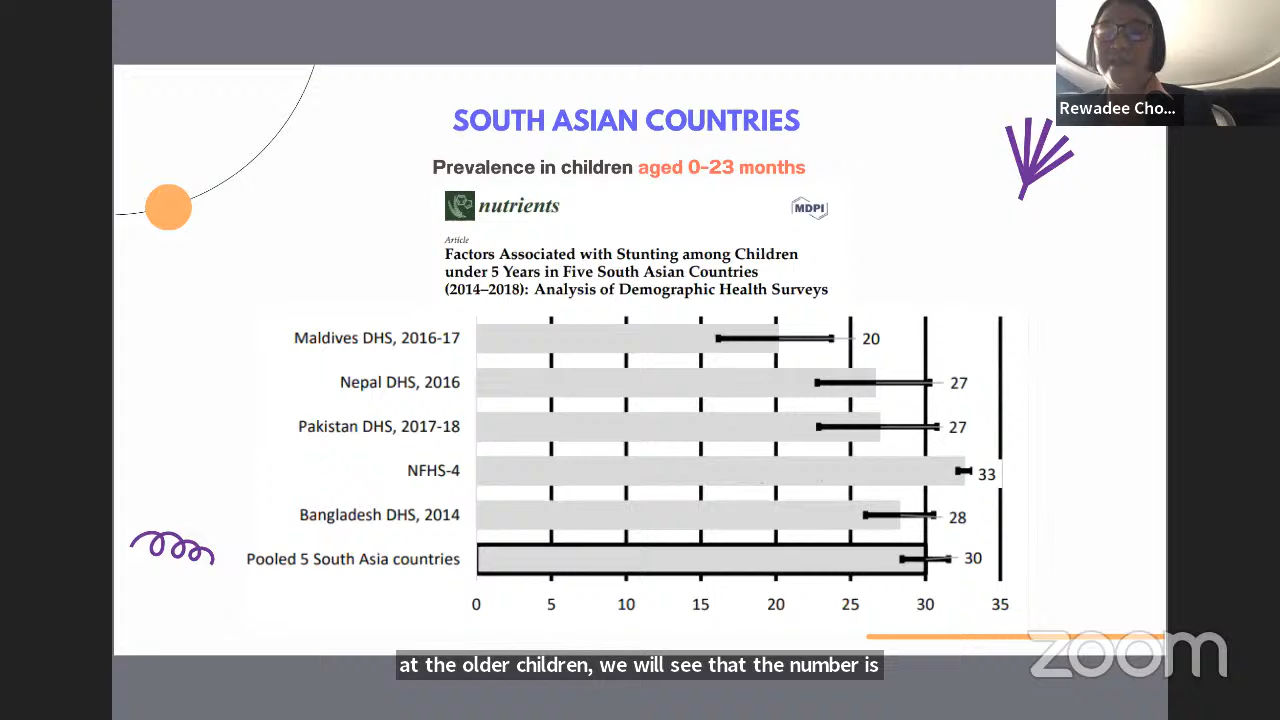 Rewadee Cho...
SOUTH ASIAN COUNTRIES
Prevalence in children aged 0-23 months
nutrients
MDPI
Article
Factors Associated with Stunting among Children
under 5 Years in Five South Asian Countries
(2014–2018): Analysis of Demographic Health Surveys
Maldives DHS, 2016-17 20
Nepal DHS, 2016 27
Pakistan DHS, 2017-18 27
NFHS-4 33
Bangladesh DHS, 2014 28
Pooled 5 South Asia countries 30
0 5 10 15 20 25 30 35
zoom
at the older children, we will see that the number is